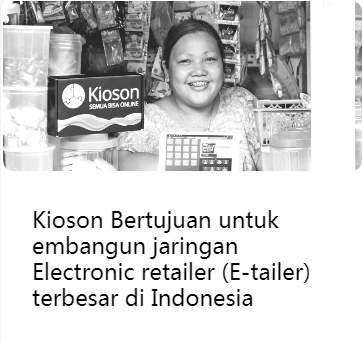 Kioson
SEMUA BISA ONLINE
Kioson Bertujuan untuk
embangun jaringan
Electronic retailer (E-tailer)
terbesar di Indonesia